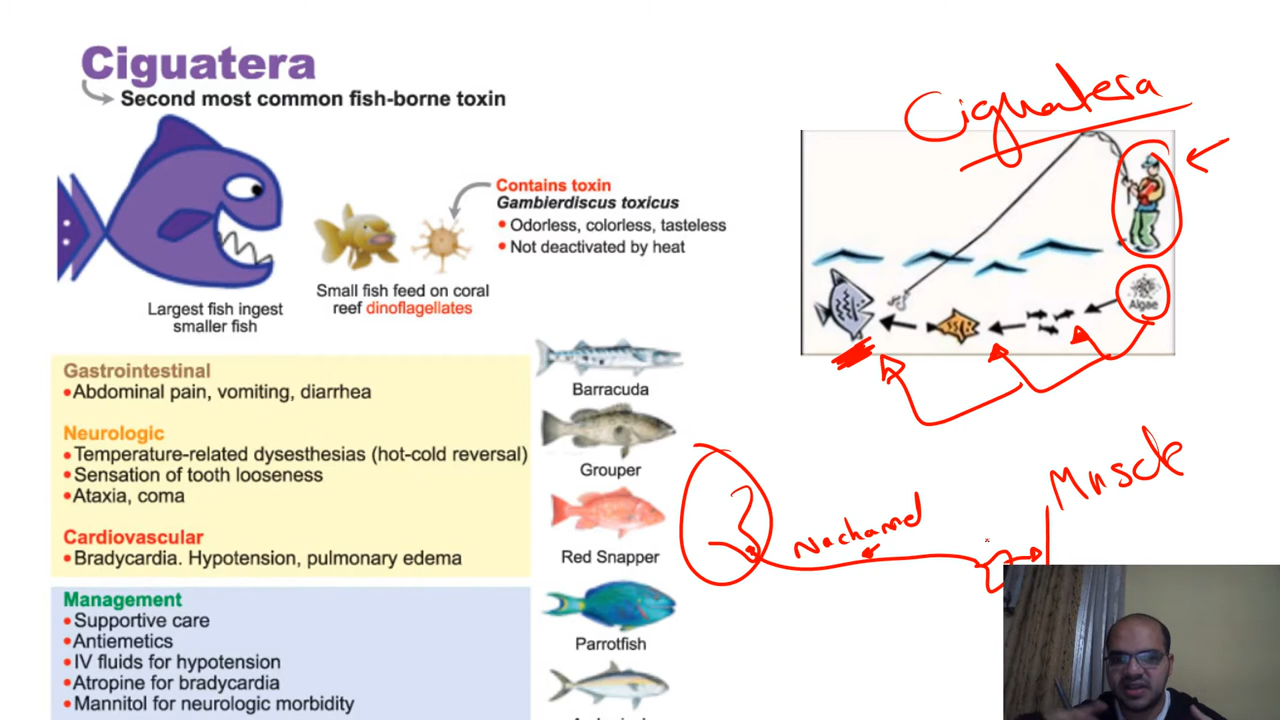 Ciguatera
Second most common fish-borne toxin
Contains toxin
Gambierdiscus toxicus
• Odorless, colorless, tasteless
• Not deactivated by heat
Largest fish ingest
smaller fish
Small fish feed on coral
reef dinoflagellates
Gastrointestinal
• Abdominal pain, vomiting, diarrhea
Neurologic
• Temperature-related dysesthesias (hot-cold reversal)
• Sensation of tooth looseness
• Ataxia, coma
Cardiovascular
• Bradycardia. Hypotension, pulmonary edema
Management
• Supportive care
• Antiemetics
• IV fluids for hypotension
• Atropine for bradycardia
• Mannitol for neurologic morbidity
Barracuda
Grouper
Red Snapper
Parrotfish
Ciguatera
Algae
Muscle